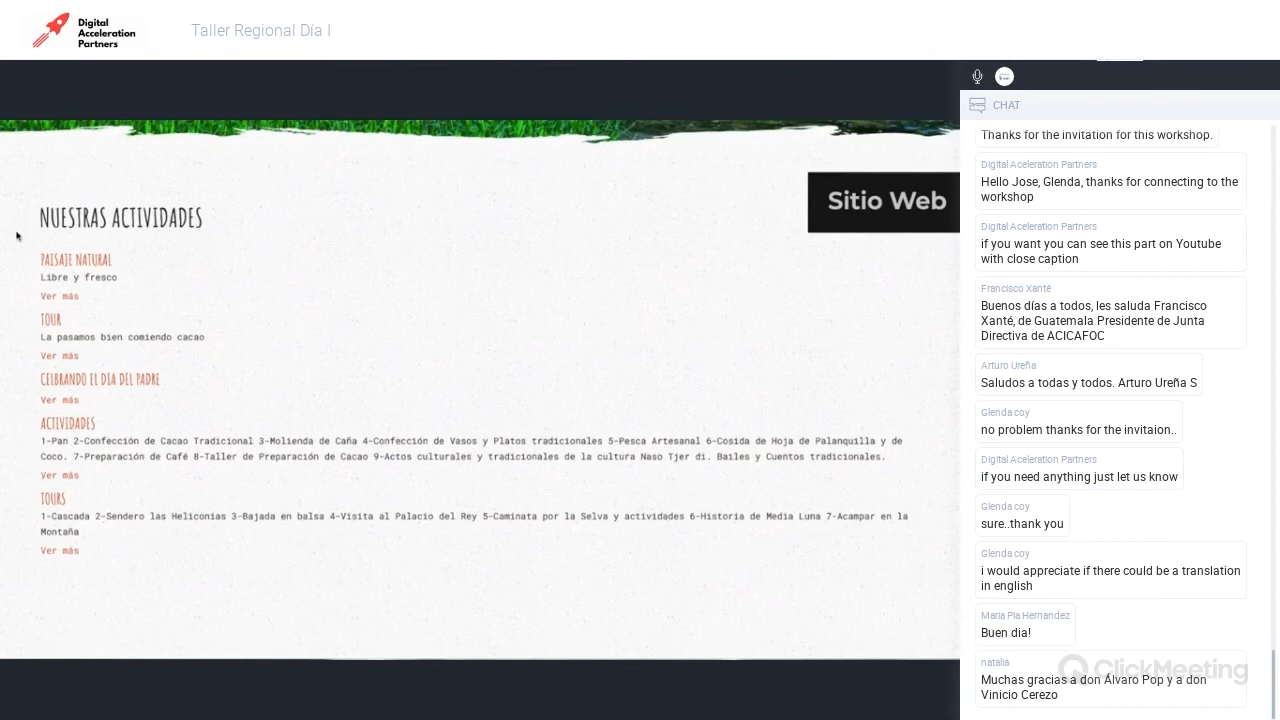 Digital
Acceleration
Partners
Taller Regional Día I
CHAT
Sitio Web
NUESTRAS ACTIVIDADES
PAISAJE NATURAL
Libre y fresco
Ver más
TOUR
La pasamos bien comiendo cacao
Ver más
CELBRANDO EL DIA DEL PADRE
Ver más
ACTIVIDADES
1-Pan 2-Confección de Cacao Tradicional 3-Molienda de Caña 4-Confección de Vasos y Platos tradicionales 5-Pesca Artesanal 6-Cosida de Hoja de Palanquilla y de
Coco. 7-Preparación de Café 8-Taller de Preparación de Cacao 9-Actos culturales y tradicionales de la cultura Naso Tjer di. Bailes y Cuentos tradicionales.
Ver más
TOURS
1-Cascada 2-Sendero las Heliconias 3-Bajada en balsa 4-Visita al Palacio del Rey 5-Caminata por la Selva y actividades 6-Historia de Media Luna 7-Acampar en la
Montaña
Ver más
Thanks for the invitation for this workshop.
Digital Aceleration Partners
Hello Jose, Glenda, thanks for connecting to the
workshop
Digital Aceleration Partners
if you want you can see this part on Youtube
with close caption
Francisco Xanté
Buenos días a todos, les saluda Francisco
Xanté, de Guatemala Presidente de Junta
Directiva de ACICAFOC
Arturo Ureña
Saludos a todas y todos. Arturo Ureña S
Glenda coy
no problem thanks for the invitaion..
Digital Aceleration Partners
if you need anything just let us know
Glenda coy
sure..thank you
Glenda coy
i would appreciate if there could be a translation
in english
Maria Pia Hernandez
Buen dia!
natalia
Muchas gracias a don Álvaro Pop y a don
Vinicio Cerezo
ClickMeeting